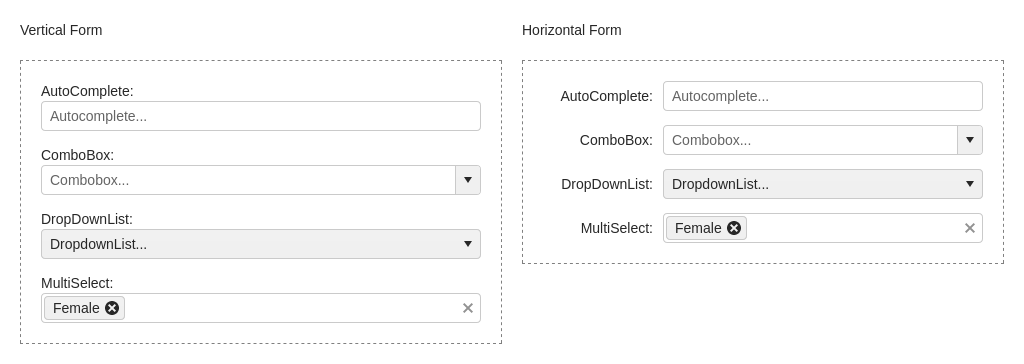 Vertical Form
AutoComplete:
Autocomplete...
ComboBox:
Combobox...
DropDownList:
DropdownList...
MultiSelect:
Female
Horizontal Form
AutoComplete: Autocomplete...
ComboBox: Combobox...
DropDownList: DropdownList...
MultiSelect: Female